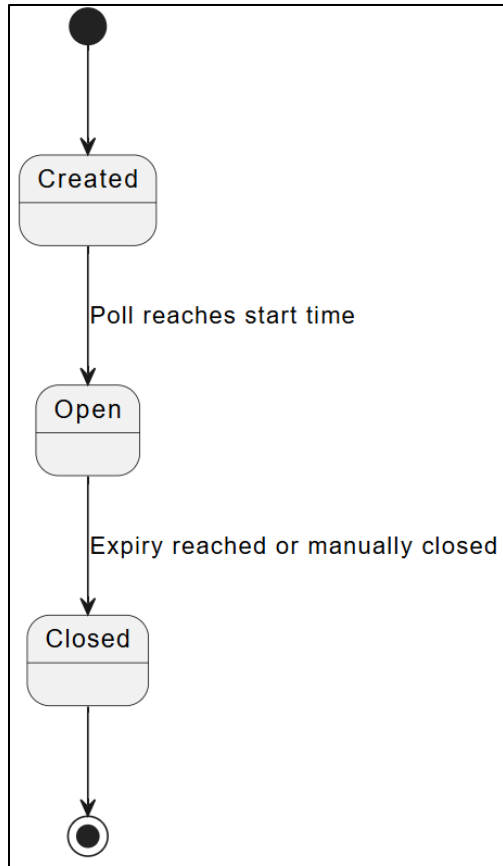 Created
Poll reaches start time
Open
Expiry reached or manually closed
Closed